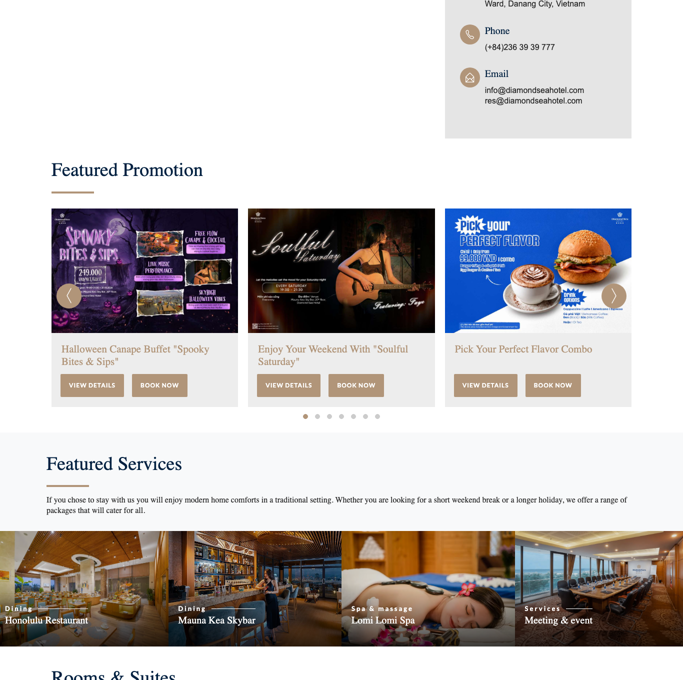 Ward, Danang City, Vietnam
Phone
(+84)236 39 39 777
Email
info@diamondseahotel.com
res@diamondseahotel.com
Featured Promotion
SPOOKY
BITES & SIPS
249.000
FREE FLOW
CANAPE & COCKTAIL
LIVE MUSIC
PERFORMANCE
SKYHIGH
HALLOWEEN VIBES
Soulful
Saturday
EVERY SATURDAY
Featuring: Faye
PICK your
PERFECT FLAVOR
Halloween Canape Buffet "Spooky
Bites & Sips"
VIEW DETAILS
BOOK NOW
Enjoy Your Weekend With "Soulful
Saturday"
VIEW DETAILS
BOOK NOW
Pick Your Perfect Flavor Combo
VIEW DETAILS
BOOK NOW
Featured Services
If you chose to stay with us you will enjoy modern home comforts in a traditional setting. Whether you are looking for a short weekend break or a longer holiday, we offer a range of
packages that will cater for all.
Dining
Honolulu Restaurant
Dining
Mauna Kea Skybar
Spa & massage
Lomi Lomi Spa
Services
Meeting & event
Rooms & Suites